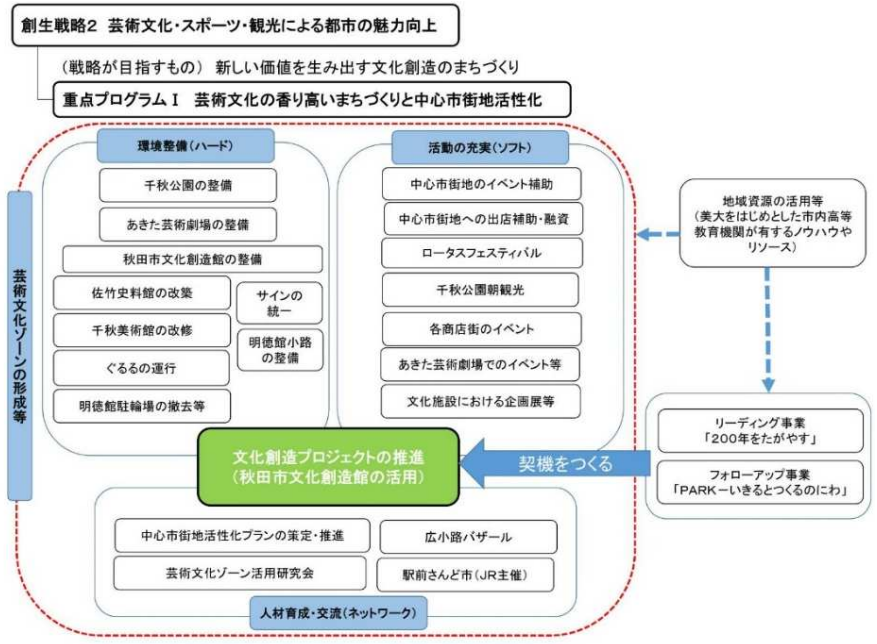 創生戦略2 芸術文化・スポーツ・観光による都市の魅力向上
(戦略が目指すもの) 新しい価値を生み出す文化創造のまちづくり
重点プログラムⅠ 芸術文化の香り高いまちづくりと中心市街地活性化
芸術文化ゾーンの形成等
環境整備(ハード)
千秋公園の整備
あきた芸術劇場の整備
秋田市文化創造館の整備
佐竹史料館の改築
千秋美術館の改修
ぐるるの運行
明徳館駐輪場の撤去等
サインの
統一
明徳館小路
の整備
活動の充実(ソフト)
中心市街地のイベント補助
中心市街地への出店補助・融資
ロータスフェスティバル
千秋公園朝観光
各商店街のイベント
あきた芸術劇場でのイベント等
文化施設における企画展等
地域資源の活用等
(美大をはじめとした市内高等
教育機関が有するノウハウや
リソース)
リーディング事業
「200年をたがやす」
フォローアップ事業
「PARK-いきるとつくるのにわ」
契機をつくる
文化創造プロジェクトの推進
(秋田市文化創造館の活用)
中心市街地活性化プランの策定・推進
広小路バザール
芸術文化ゾーン活用研究会
駅前さんど市(JR主催)
人材育成・交流(ネットワーク)